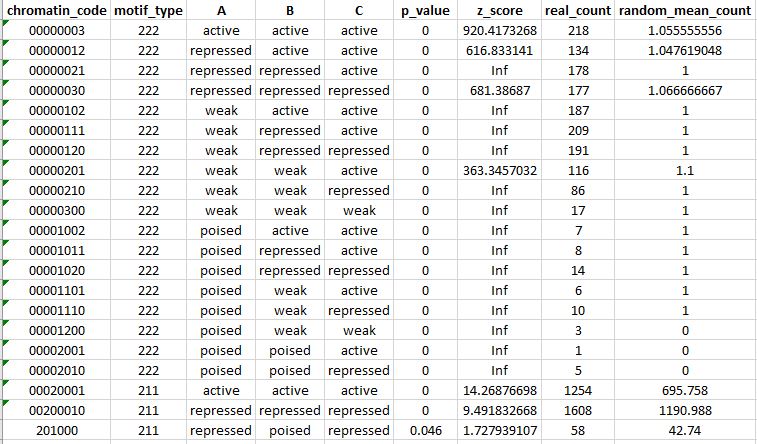 chromatin_code motif_type A B C p_value z_score real_count random_mean_count
00000003 222 active active active 0 920.4173268 218 1.055555556
00000012 222 repressed active active 0 616.833141 134 1.047619048
00000021 222 repressed repressed active 0 Inf 178 1
00000030 222 repressed repressed repressed 0 681.38687 177 1.066666667
00000102 222 weak active active 0 Inf 187 1
00000111 222 weak repressed active 0 Inf 209 1
00000120 222 weak repressed repressed 0 Inf 191 1
00000201 222 weak weak active 0 363.3457032 116 1.1
00000210 222 weak weak repressed 0 Inf 86 1
00000300 222 weak weak weak 0 Inf 17 1
00001002 222 poised active active 0 Inf 7 1
00001011 222 poised repressed active 0 Inf 8 1
00001020 222 poised repressed repressed 0 Inf 14 1
00001101 222 poised weak active 0 Inf 6 1
00001110 222 poised weak repressed 0 Inf 10 1
00001200 222 poised weak weak 0 Inf 3 0
00002001 222 poised poised active 0 Inf 1 0
00002010 222 poised poised repressed 0 Inf 5 0
00020001 211 active active active 0 14.26876698 1254 695.758
00200010 211 repressed repressed repressed 0 9.491832668 1608 1190.988
201000 211 repressed poised repressed 0.046 1.727939107 58 42.74